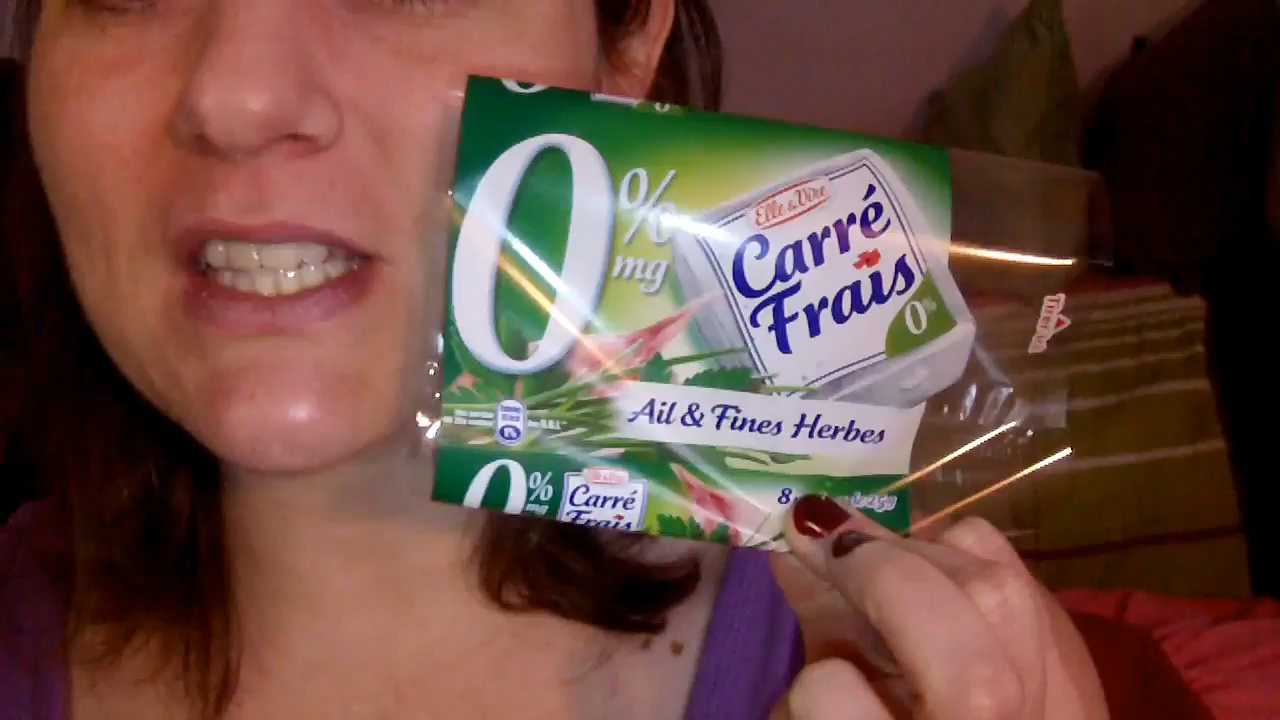 0%
mg
Elle & Vire
Carré
Frais
0%
Ail & Fines Herbes
0%
mg
Carré
Frais
8